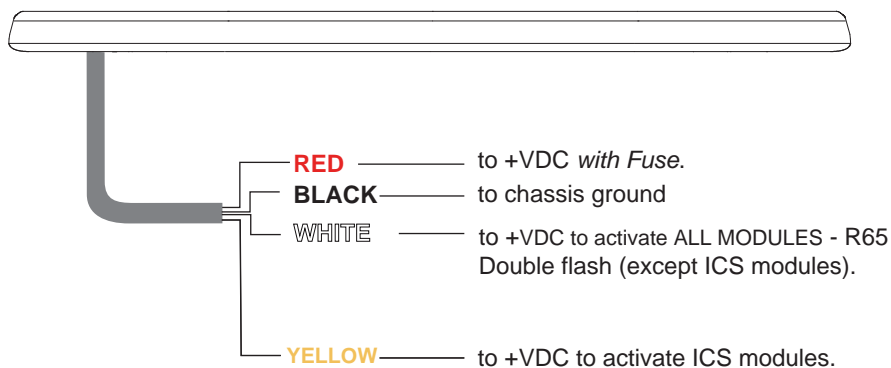 RED to +VDC with Fuse.
BLACK to chassis ground
WHITE to +VDC to activate ALL MODULES - R65
Double flash (except ICS modules).
YELLOW to +VDC to activate ICS modules.